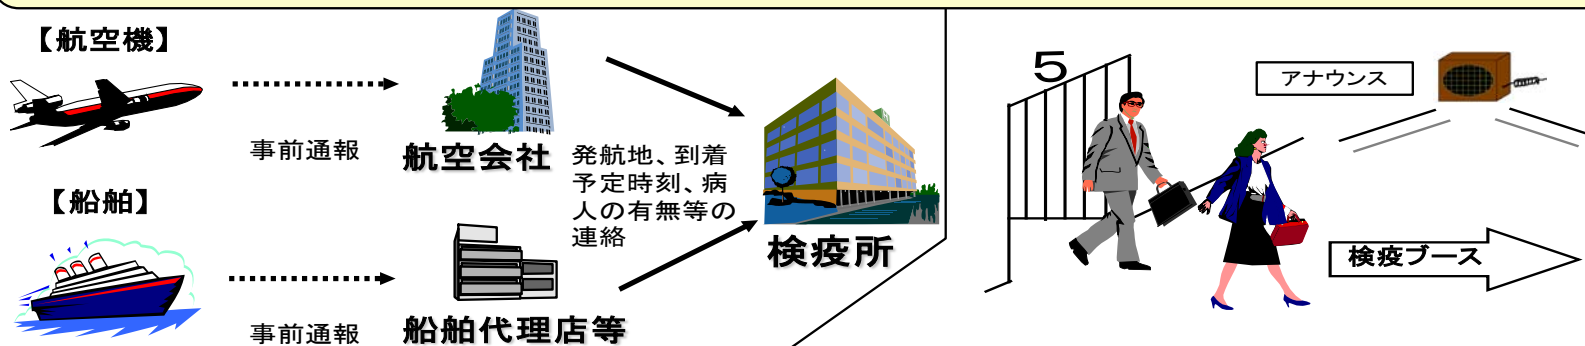 【航空機】
事前通報
航空会社
発航地、到着
予定時刻、病
人の有無等の
連絡
検疫所
【船舶】
事前通報
船舶代理店等
5
アナウンス
検疫ブース